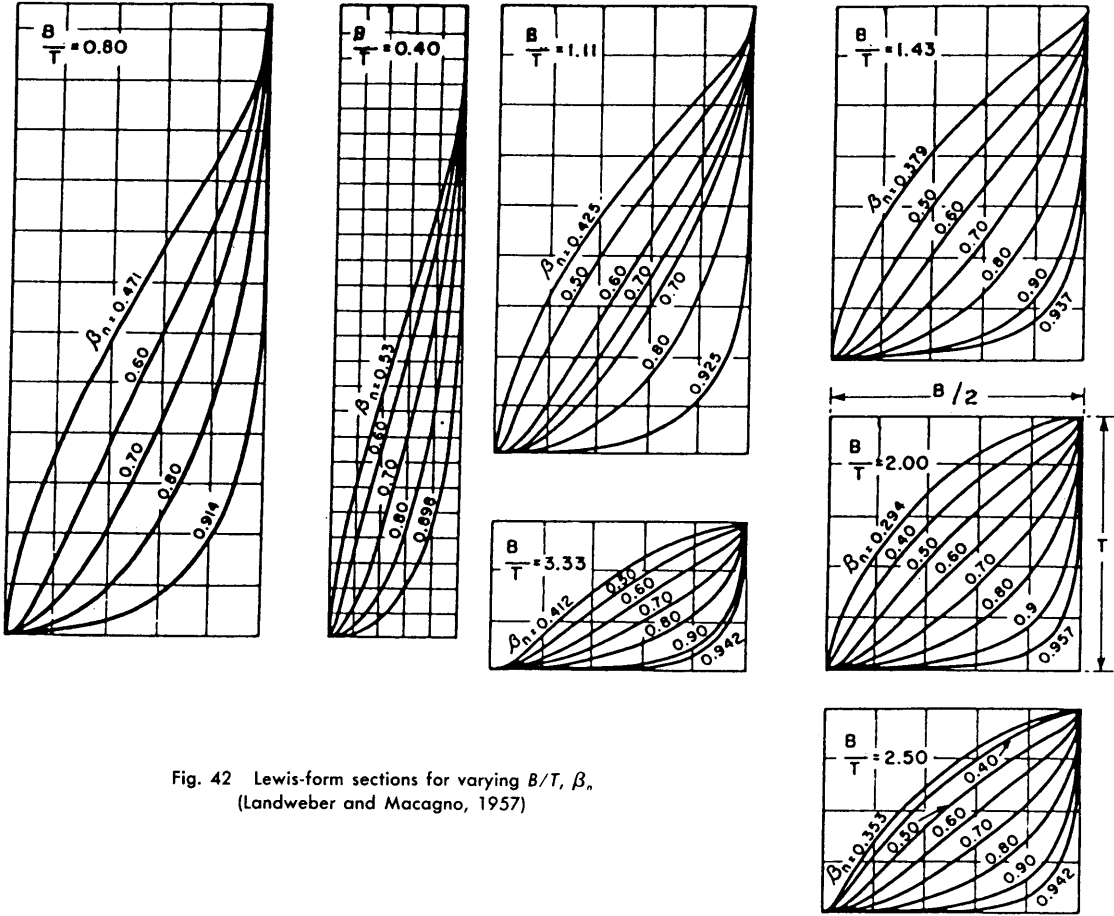 B/T = 0.80
βn = 0.471
0.60
0.70
0.80
0.914
B/T = 0.40
βn = 0.53
0.60
0.70
0.80
0.898
B/T = 1.11
βn = 0.425
0.50
0.60
0.70
0.70
0.80
0.925
B/T = 1.43
βn = 0.379
0.50
0.60
0.70
0.80
0.90
0.937
B/2
B/T = 2.00
βn = 0.294
0.40
0.50
0.60
0.70
0.80
0.9
0.957
T
B/T = 3.33
βn = 0.412
0.50
0.60
0.70
0.80
0.90
0.942
B/T = 2.50
βn = 0.353
0.40
0.50
0.60
0.70
0.80
0.90
0.942
Fig. 42 Lewis-form sections for varying B/T, βn
(Landweber and Macagno, 1957)